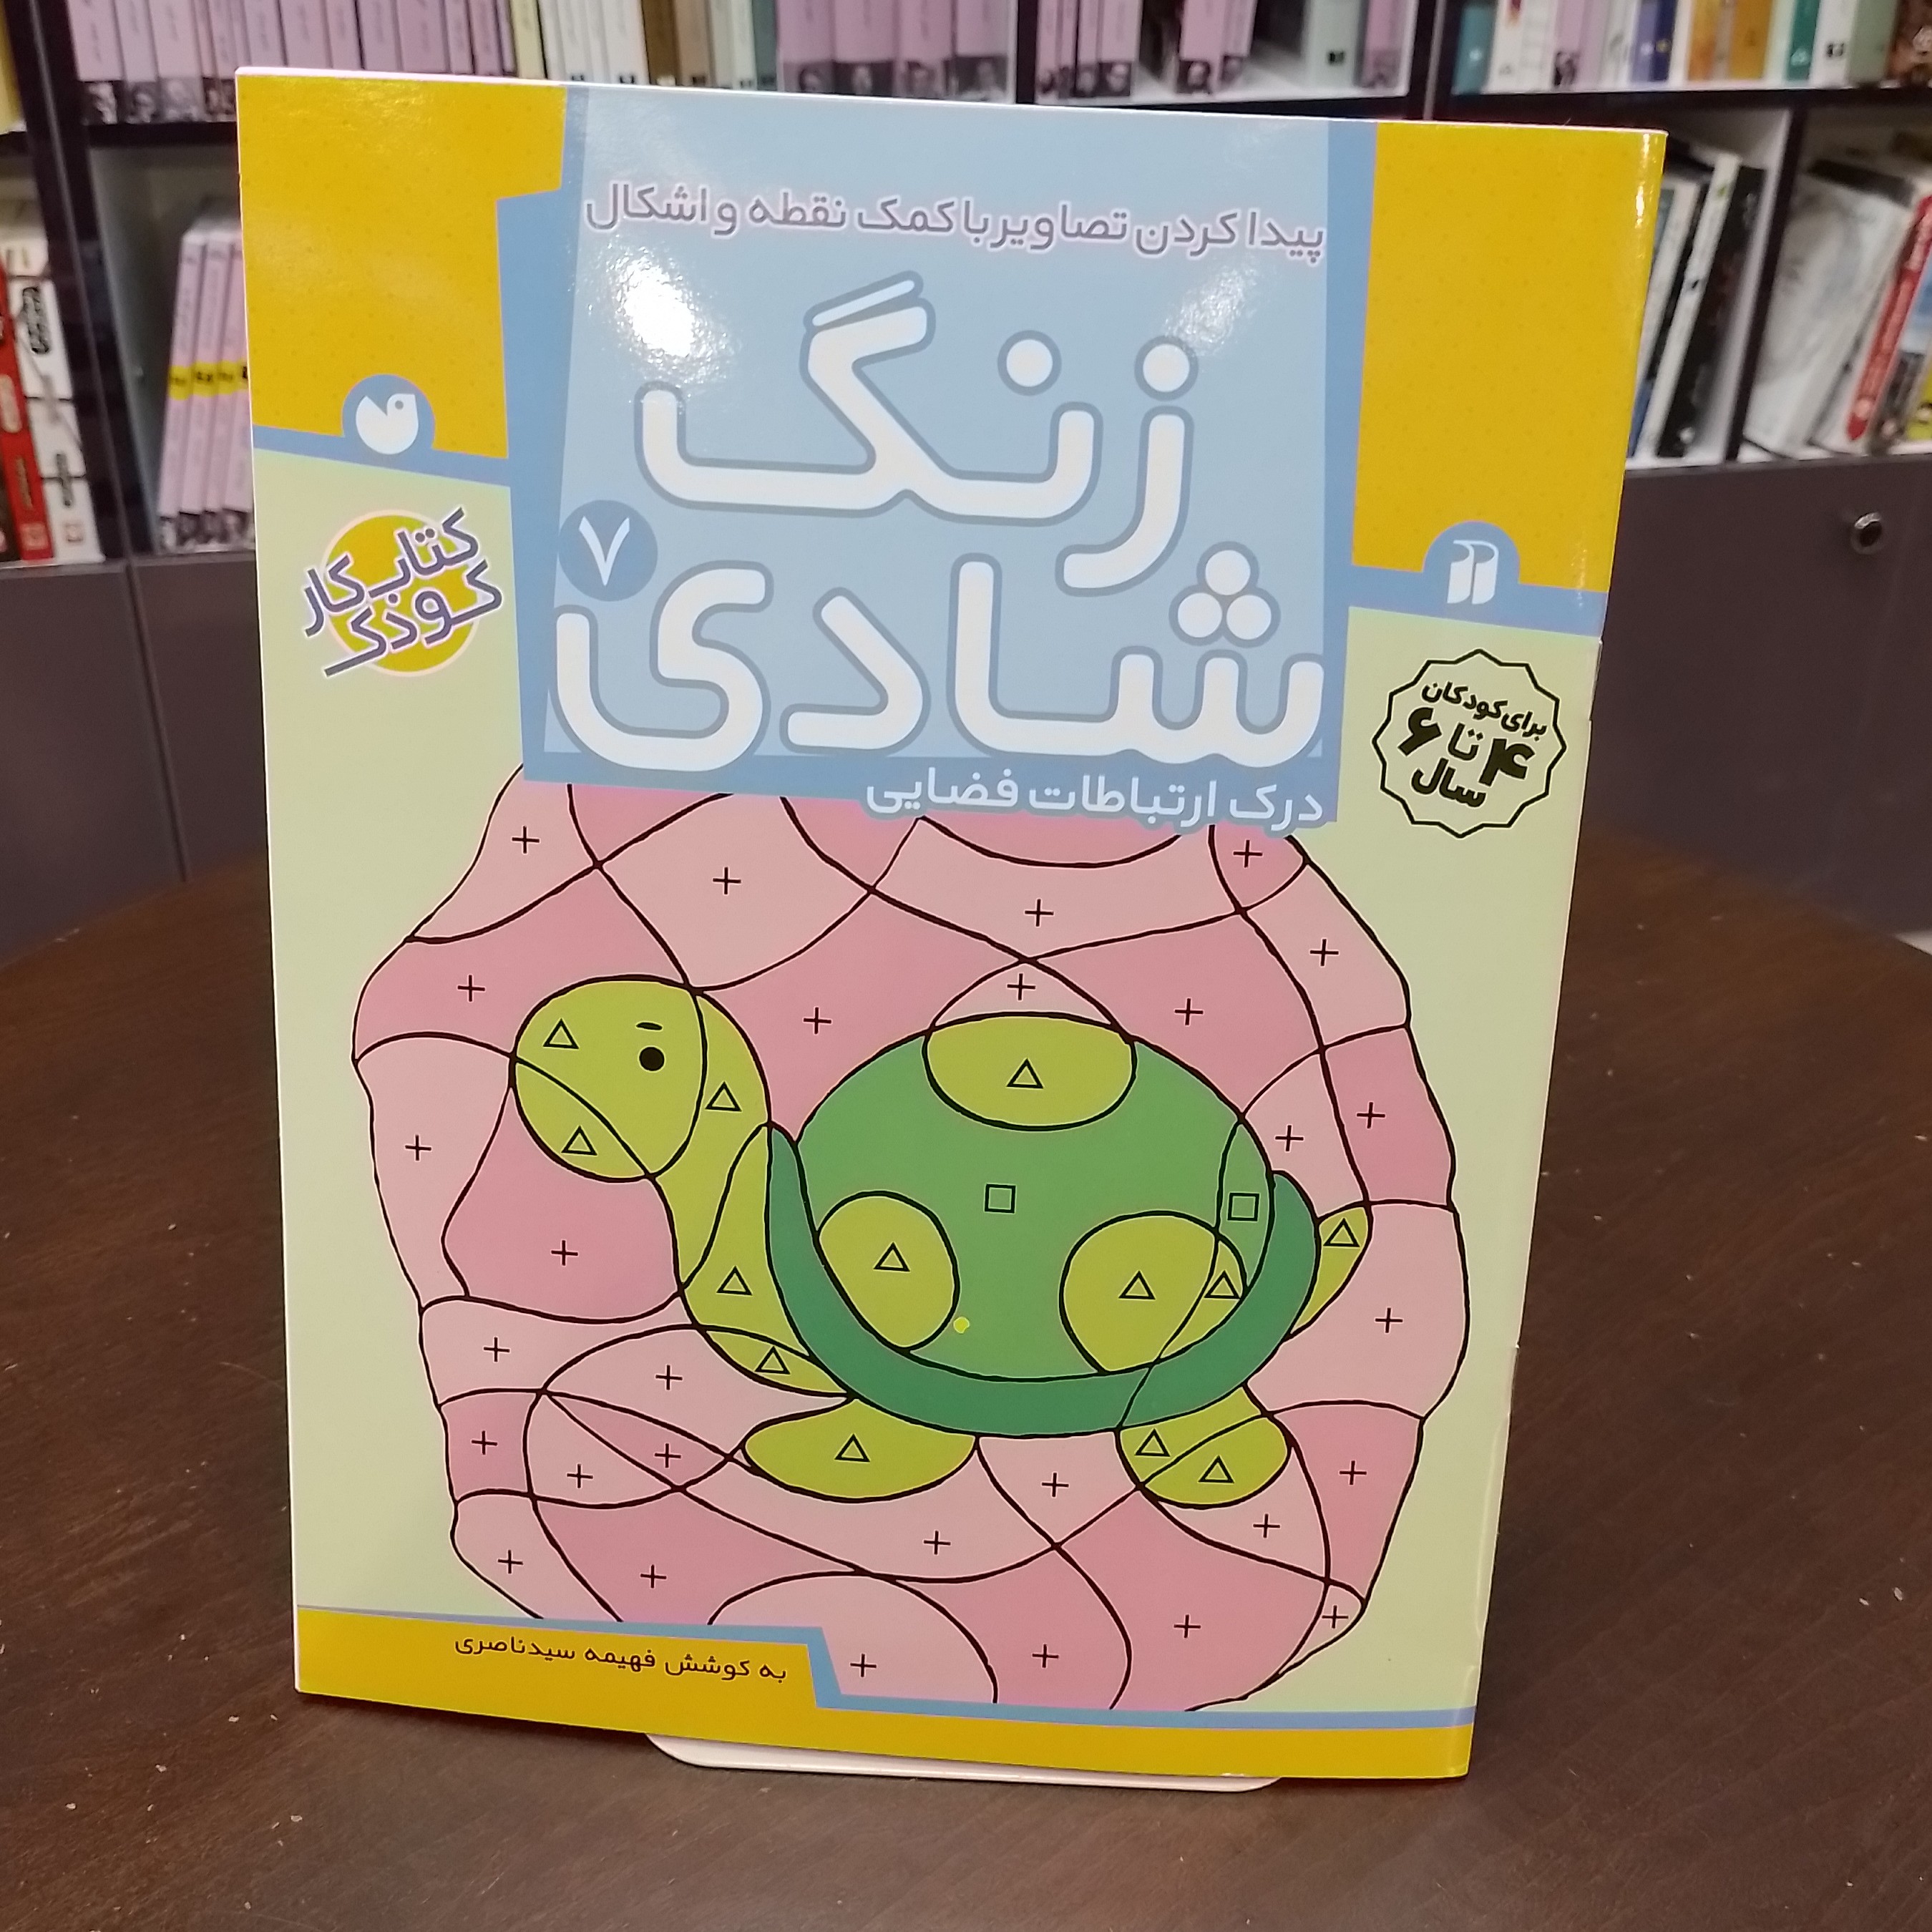 پیدا کردن تصاویر با کمک نقطه و اشکال
زنگ
شادی
۷
درک ارتباطات فضایی
کتاب کار
کودک
برای کودکان
۴ تا ۶
سال
به کوشش فهیمه سیدناصری